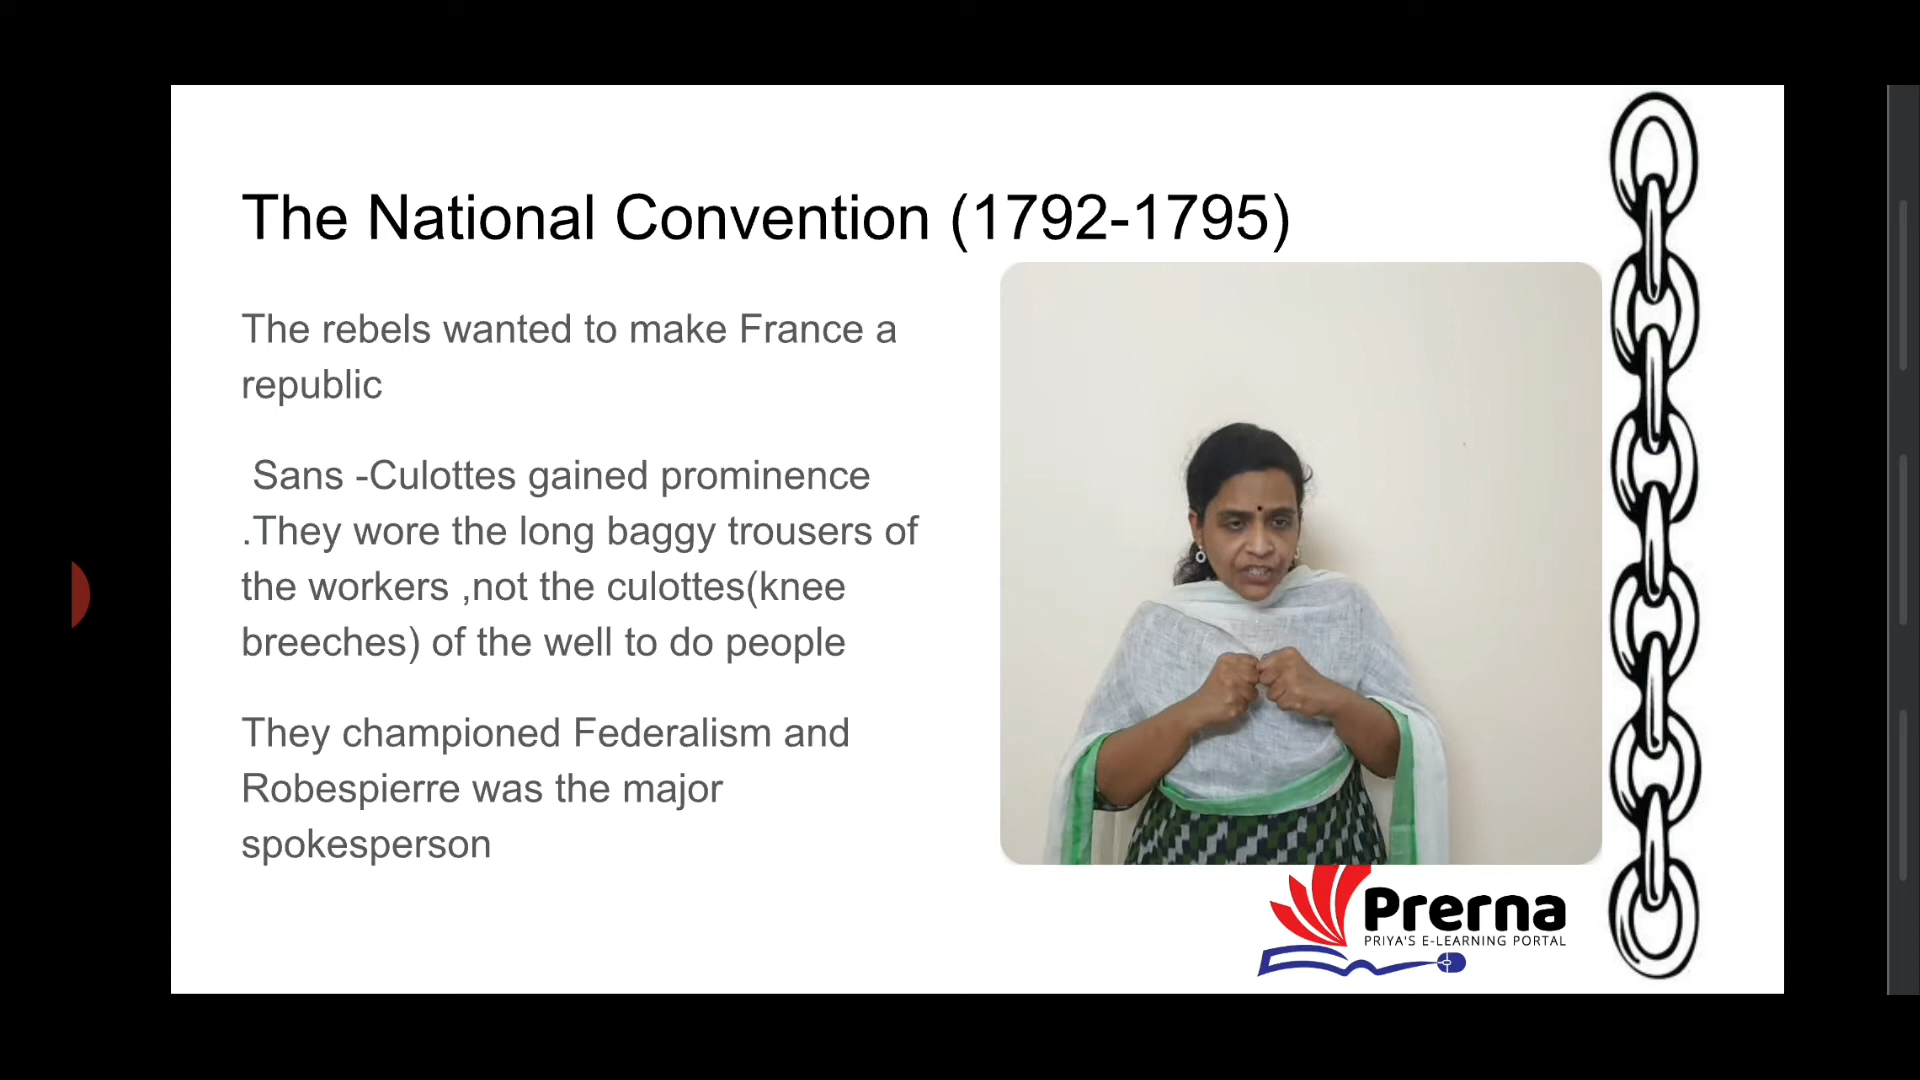 The National Convention (1792-1795)
The rebels wanted to make France a
republic
Sans -Culottes gained prominence
.They wore the long baggy trousers of
the workers ,not the culottes(knee
breeches) of the well to do people
They championed Federalism and
Robespierre was the major
spokesperson
Prerna
PRIYA'S E-LEARNING PORTAL